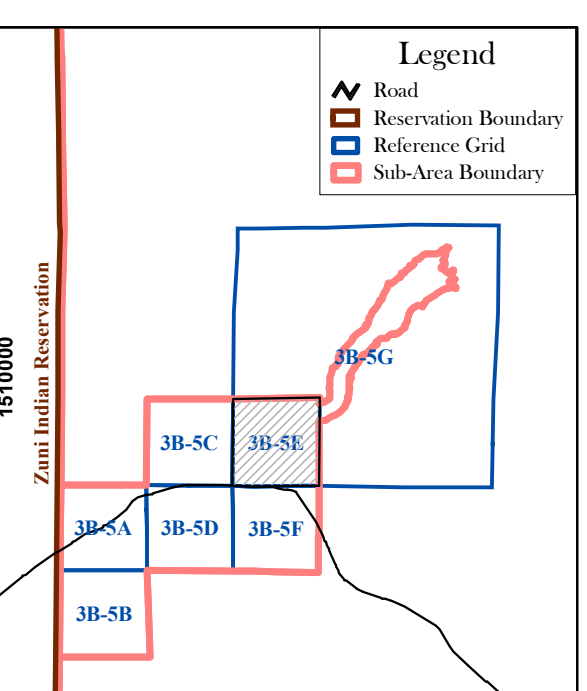 Legend
Road
Reservation Boundary
Reference Grid
Sub-Area Boundary
Zuni Indian Reservation
1510000
3B-5G
3B-5C
3B-5E
3B-5A
3B-5D
3B-5F
3B-5B